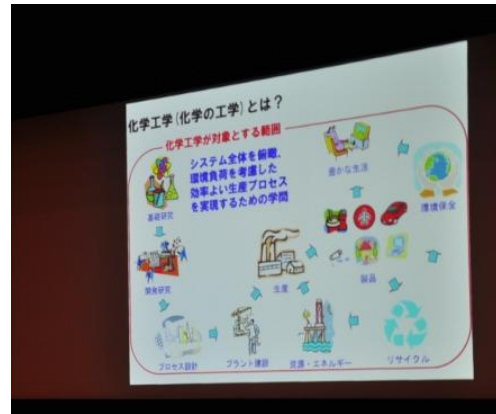 化学工学(化学の工学)とは？
化学工学が対象とする範囲
システム全体を俯瞰、
環境負荷を考慮した
効率よい生産プロセス
を実現するための学問
豊かな生活
環境保全
基礎研究
開発研究
生産
製品
プロセス設計
プラント建設
資源・エネルギー
リサイクル